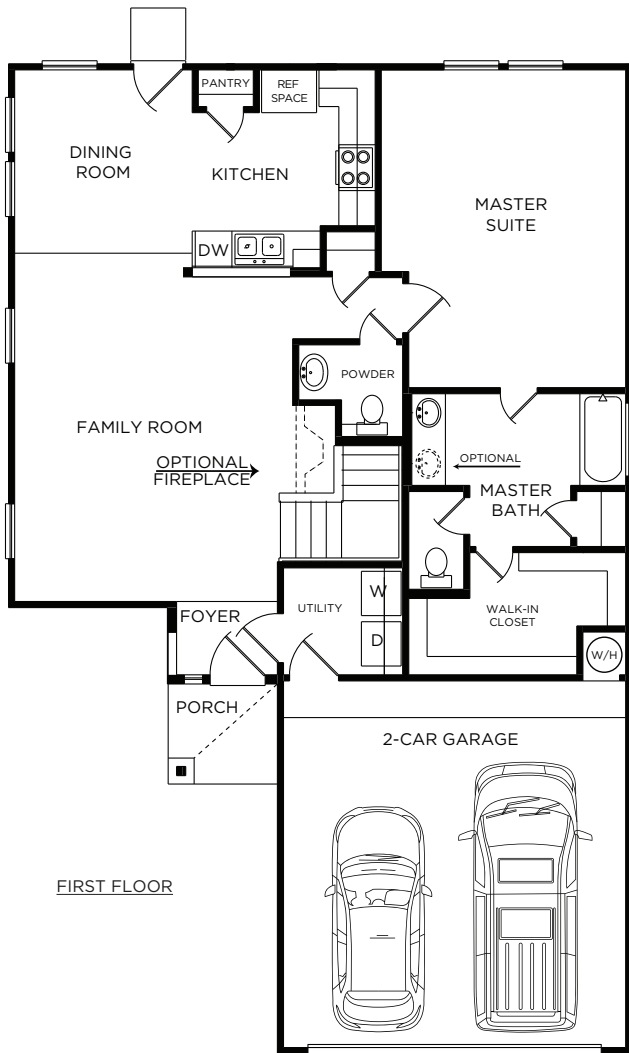 PANTRY
REF
SPACE
DINING
ROOM
KITCHEN
MASTER
SUITE
DW
POWDER
FAMILY ROOM
OPTIONAL
FIREPLACE
OPTIONAL
MASTER
BATH
W
D
UTILITY
FOYER
WALK-IN
CLOSET
W/H
PORCH
2-CAR GARAGE
FIRST FLOOR